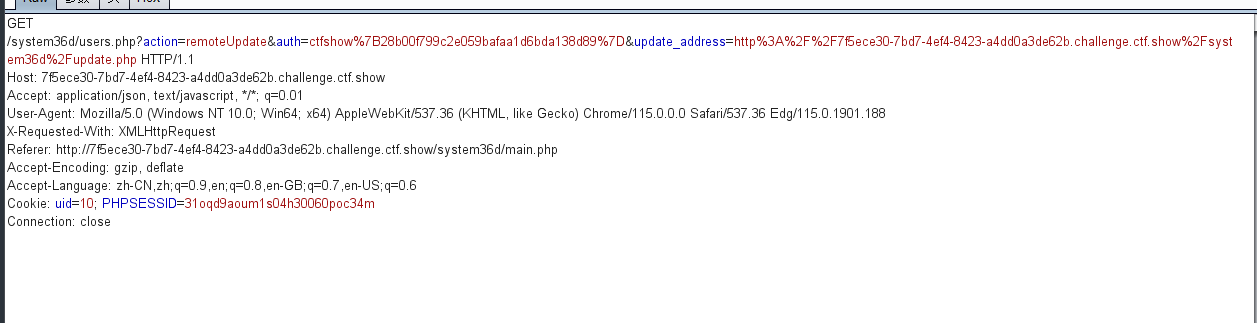 Raw 参数 头 Hex
GET
/system36d/users.php?action=remoteUpdate&auth=ctfshow%7B28b00f799c2e059bafaa1d6bda138d89%7D&update_address=http%3A%2F%2F7f5ece30-7bd7-4ef4-8423-a4dd0a3de62b.challenge.ctf.show%2Fsyst
em36d%2Fupdate.php HTTP/1.1
Host: 7f5ece30-7bd7-4ef4-8423-a4dd0a3de62b.challenge.ctf.show
Accept: application/json, text/javascript, */*; q=0.01
User-Agent: Mozilla/5.0 (Windows NT 10.0; Win64; x64) AppleWebKit/537.36 (KHTML, like Gecko) Chrome/115.0.0.0 Safari/537.36 Edg/115.0.1901.188
X-Requested-With: XMLHttpRequest
Referer: http://7f5ece30-7bd7-4ef4-8423-a4dd0a3de62b.challenge.ctf.show/system36d/main.php
Accept-Encoding: gzip, deflate
Accept-Language: zh-CN,zh;q=0.9,en;q=0.8,en-GB;q=0.7,en-US;q=0.6
Cookie: uid=10; PHPSESSID=31oqd9aoum1s04h30060poc34m
Connection: close